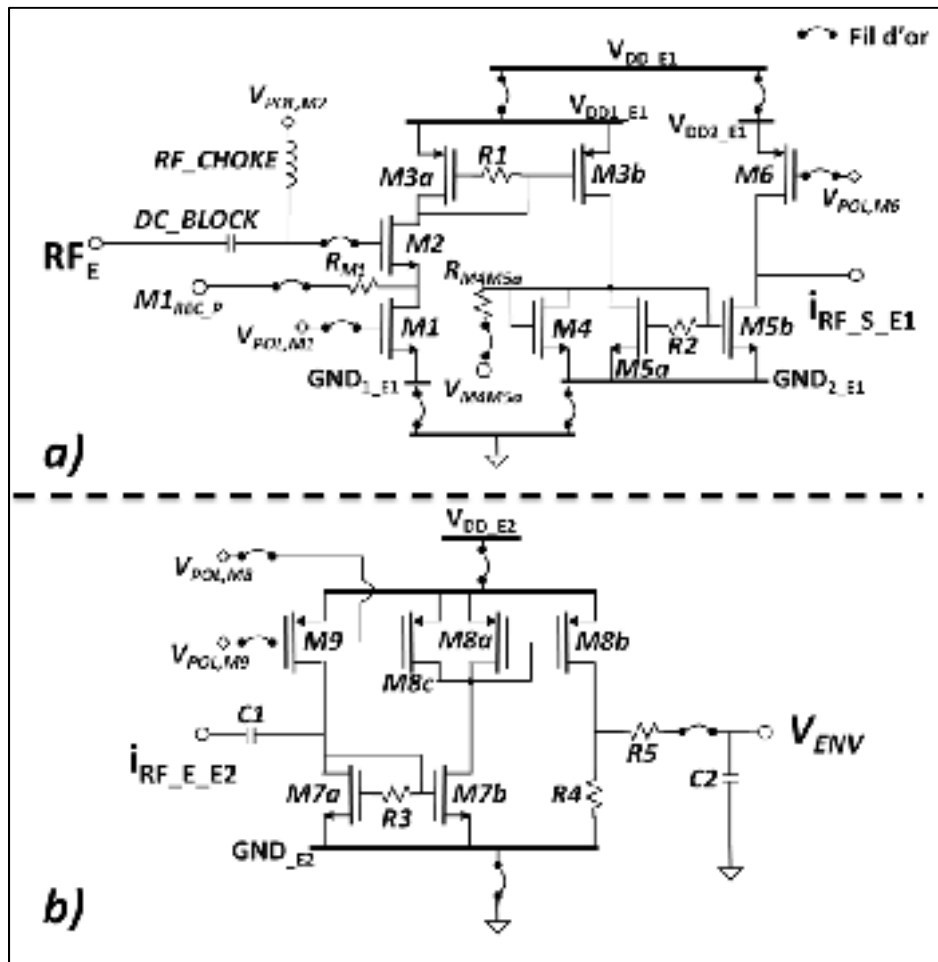 Fil d'or
VDD_E1
VPOL,M2
VDD1_E1
VDD2_E1
RF_CHOKE
R1
M3a
M3b
M6
VPOL,M6
DC_BLOCK
RFE
M2
RM1
M1REC_P
RM4M5a
iRF_S_E1
VPOL,M1
M1
M4
R2
M5b
M5a
GND1_E1
VM4M5a
GND2_E1
a)
VDD_E2
VPOL,M8
M9
M8a
M8b
VPOL,M9
M8c
C1
VENV
iRF_E_E2
R5
C2
M7a
R3
M7b
R4
GND_E2
b)